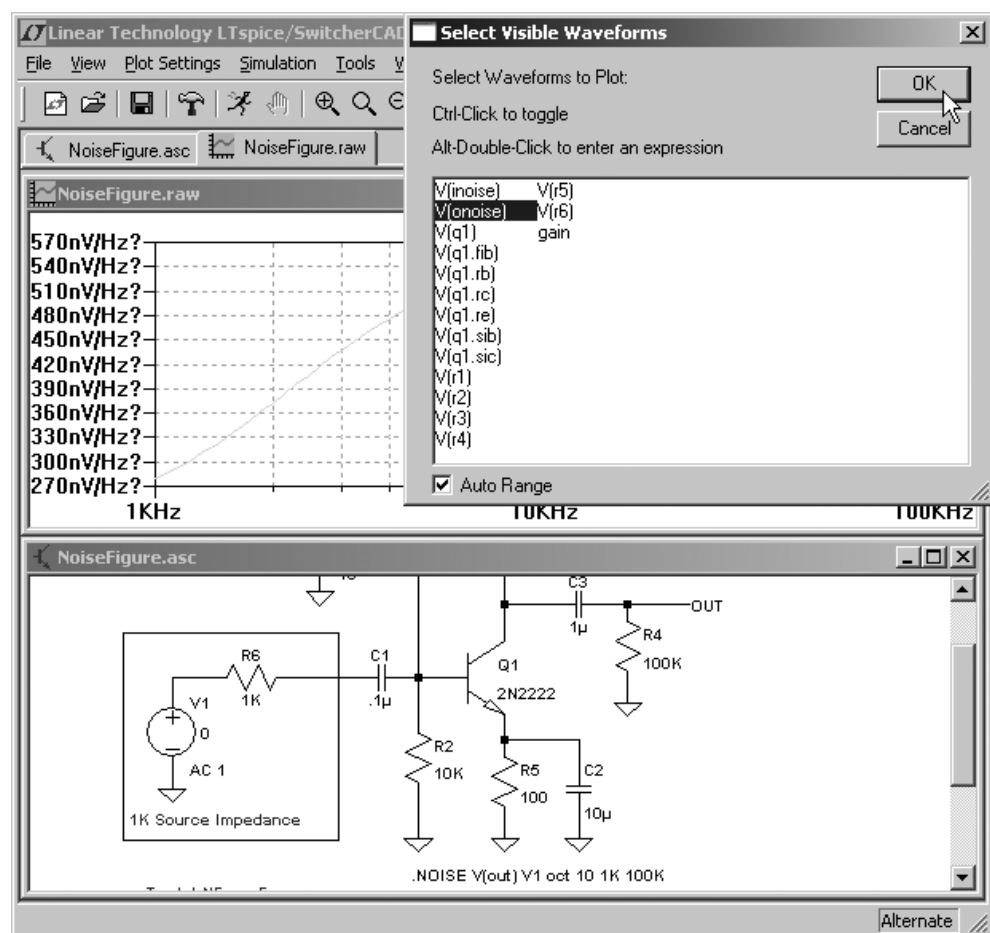 Linear Technology LTspice/SwitcherCAD
Select Visible Waveforms
File View Plot Settings Simulation Tools
Select Waveforms to Plot:
Ctrl-Click to toggle
Alt-Double-Click to enter an expression
OK
Cancel
NoiseFigure.asc
NoiseFigure.raw
NoiseFigure.raw
V(inoise)
V(onoise)
V(q1)
V(q1.fib)
V(q1.rb)
V(q1.rc)
V(q1.re)
V(q1.sib)
V(q1.sic)
V(r1)
V(r2)
V(r3)
V(r4)
V(r5)
V(r6)
gain
Auto Range
570nV/Hz?
540nV/Hz?
510nV/Hz?
480nV/Hz?
450nV/Hz?
420nV/Hz?
390nV/Hz?
360nV/Hz?
330nV/Hz?
300nV/Hz?
270nV/Hz?
1KHz
10KHz
100KHz
NoiseFigure.asc
C3
1µ
OUT
R4
100K
R6
1K
C1
.1µ
Q1
2N2222
V1
0
AC 1
R2
10K
R5
100
C2
10µ
1K Source Impedance
.NOISE V(out) V1 oct 10 1K 100K
Alternate